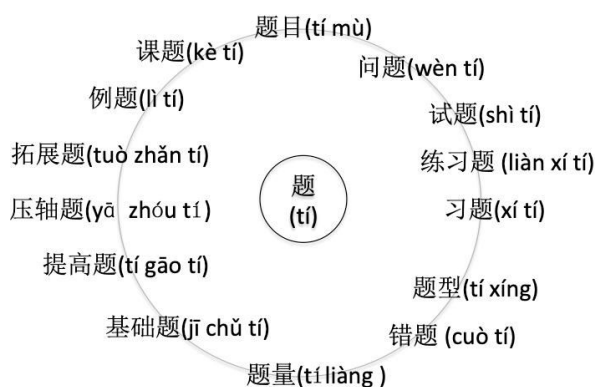 题目(tí mù)
课题(kè tí)
问题(wèn tí)
例题(lì tí)
试题(shì tí)
拓展题(tuò zhǎn tí)
练习题 (liàn xí tí)
题
(tí)
压轴题(yā zhóu tí)
习题(xí tí)
提高题(tí gāo tí)
题型(tí xíng)
基础题(jī chǔ tí)
错题 (cuò tí)
题量(tí liàng )